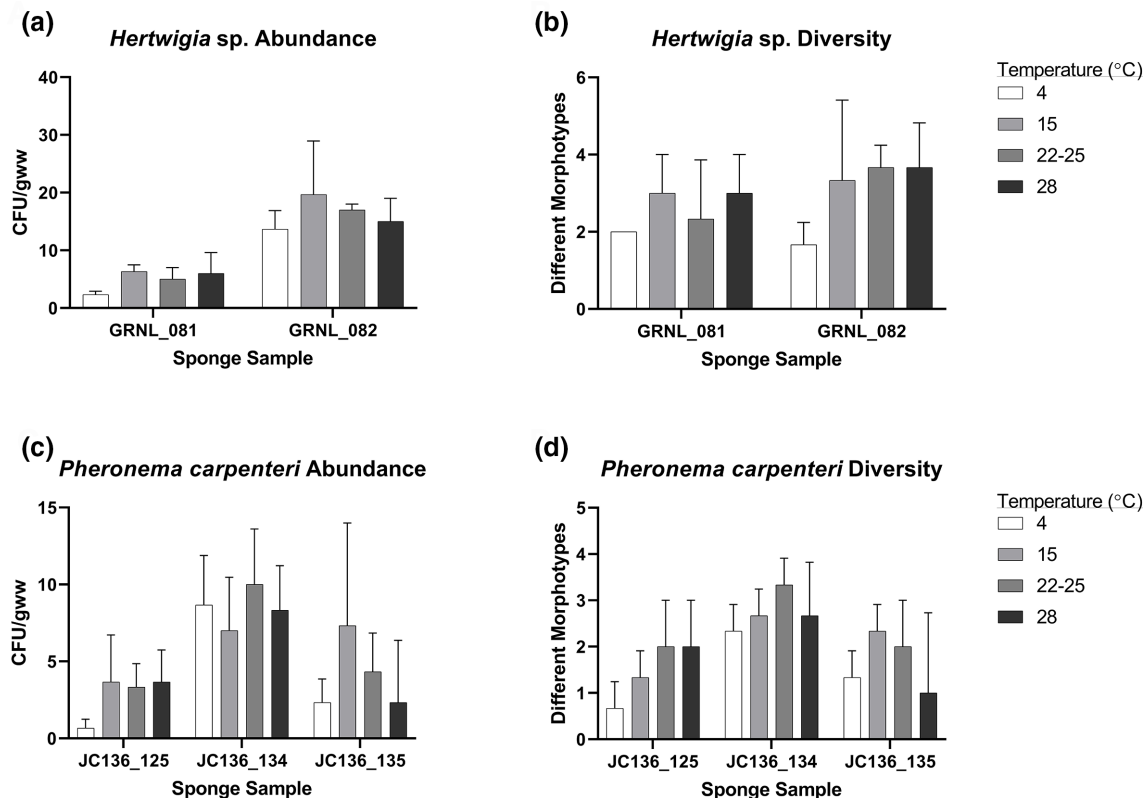 (a)
Hertwigia sp. Abundance
40
30
20
10
0
CFU/gww
GRNL_081
GRNL_082
Sponge Sample
(b)
Hertwigia sp. Diversity
6
4
2
0
Different Morphotypes
GRNL_081
GRNL_082
Sponge Sample
Temperature (°C)
4
15
22-25
28
(c)
Pheronema carpenteri Abundance
15
10
5
0
CFU/gww
JC136_125
JC136_134
JC136_135
Sponge Sample
(d)
Pheronema carpenteri Diversity
5
4
3
2
1
0
Different Morphotypes
JC136_125
JC136_134
JC136_135
Sponge Sample
Temperature (°C)
4
15
22-25
28